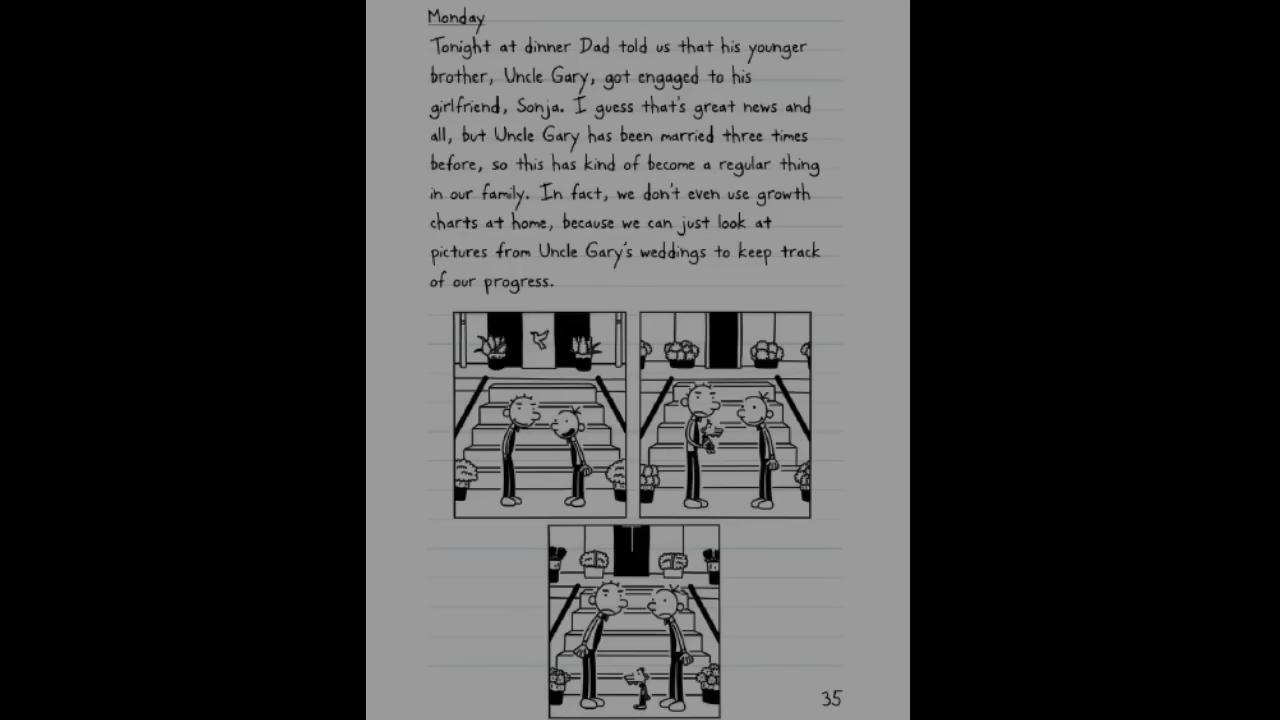 Monday
Tonight at dinner Dad told us that his younger
brother, Uncle Gary, got engaged to his
girlfriend, Sonja. I guess that's great news and
all, but Uncle Gary has been married three times
before, so this has kind of become a regular thing
in our family. In fact, we don't even use growth
charts at home, because we can just look at
pictures from Uncle Gary's weddings to keep track
of our progress.
35